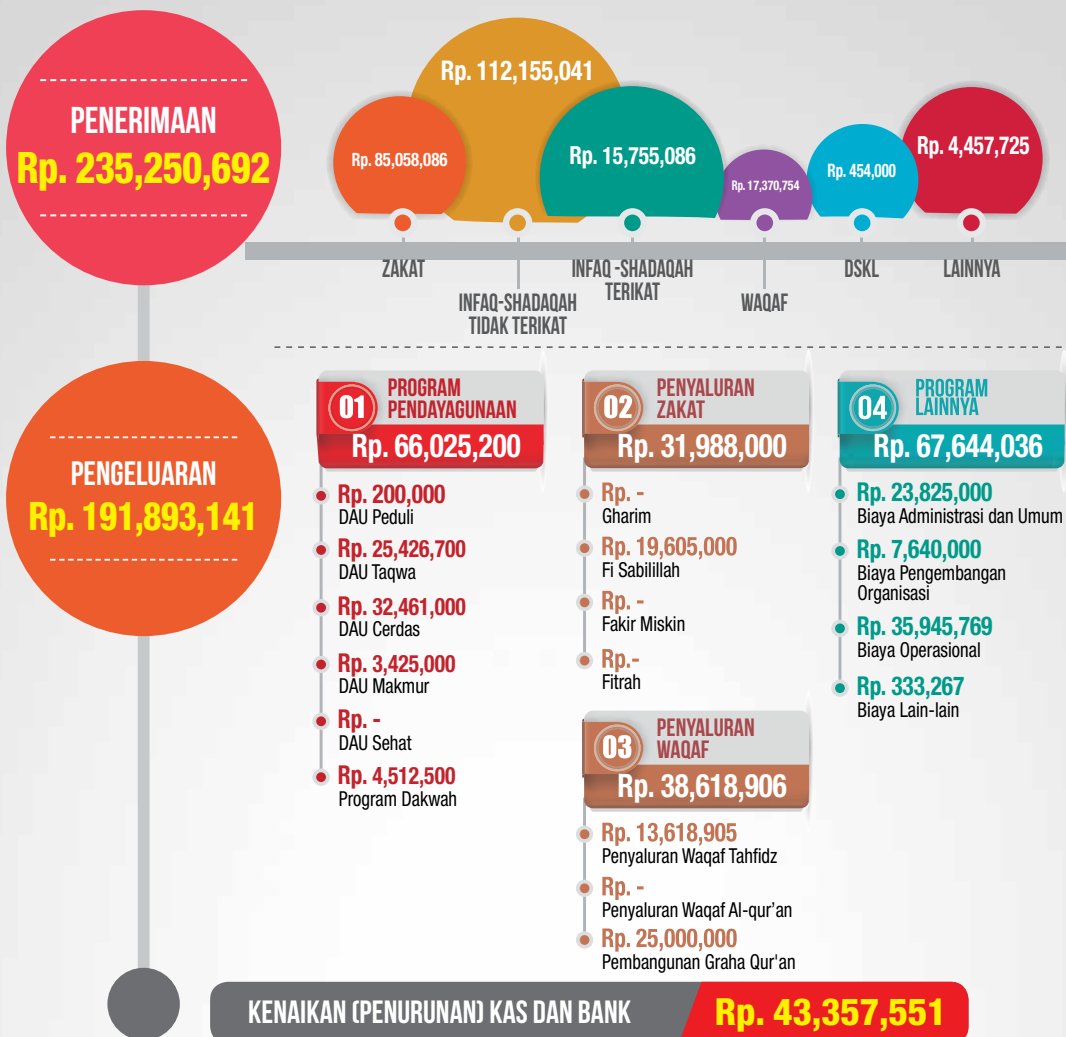 PENERIMAAN
Rp. 235,250,692
Rp. 85,058,086
Rp. 112,155,041
Rp. 15,755,086
Rp. 17,370,754
Rp. 454,000
Rp. 4,457,725
ZAKAT
INFAQ-SHADAQAH
TIDAK TERIKAT
INFAQ -SHADAQAH
TERIKAT
WAQAF
DSKL
LAINNYA
PENGELUARAN
Rp. 191,893,141
01
PROGRAM
PENDAYAGUNAAN
Rp. 66,025,200
Rp. 200,000
DAU Peduli
Rp. 25,426,700
DAU Taqwa
Rp. 32,461,000
DAU Cerdas
Rp. 3,425,000
DAU Makmur
Rp. -
DAU Sehat
Rp. 4,512,500
Program Dakwah
02
PENYALURAN
ZAKAT
Rp. 31,988,000
Rp. -
Gharim
Rp. 19,605,000
Fi Sabilillah
Rp. -
Fakir Miskin
Rp.-
Fitrah
03
PENYALURAN
WAQAF
Rp. 38,618,906
Rp. 13,618,905
Penyaluran Waqaf Tahfidz
Rp. -
Penyaluran Waqaf Al-qur’an
Rp. 25,000,000
Pembangunan Graha Qur'an
04
PROGRAM
LAINNYA
Rp. 67,644,036
Rp. 23,825,000
Biaya Administrasi dan Umum
Rp. 7,640,000
Biaya Pengembangan
Organisasi
Rp. 35,945,769
Biaya Operasional
Rp. 333,267
Biaya Lain-lain
KENAIKAN (PENURUNAN) KAS DAN BANK
Rp. 43,357,551